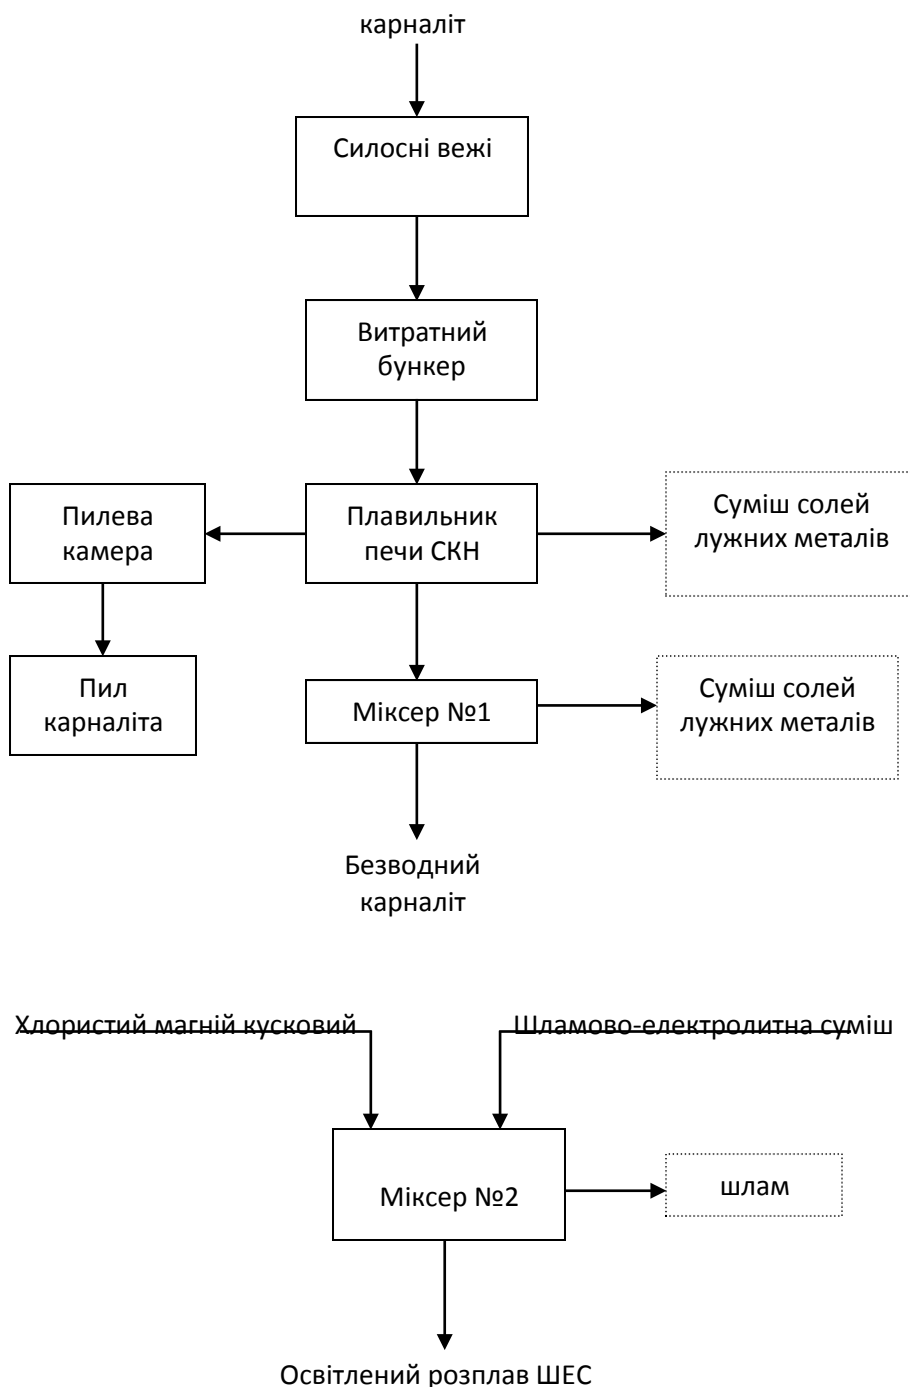 карналіт
Силосні вежі
Витратний
бункер
Пилева
камера
Плавильник
печи СКН
Суміш солей
лужних металів
Пил
карналіта
Міксер №1
Суміш солей
лужних металів
Безводний
карналіт
Хлористий магній кусковий
Шламово-електролитна суміш
Міксер №2
шлам
Освітлений розплав ШЕС